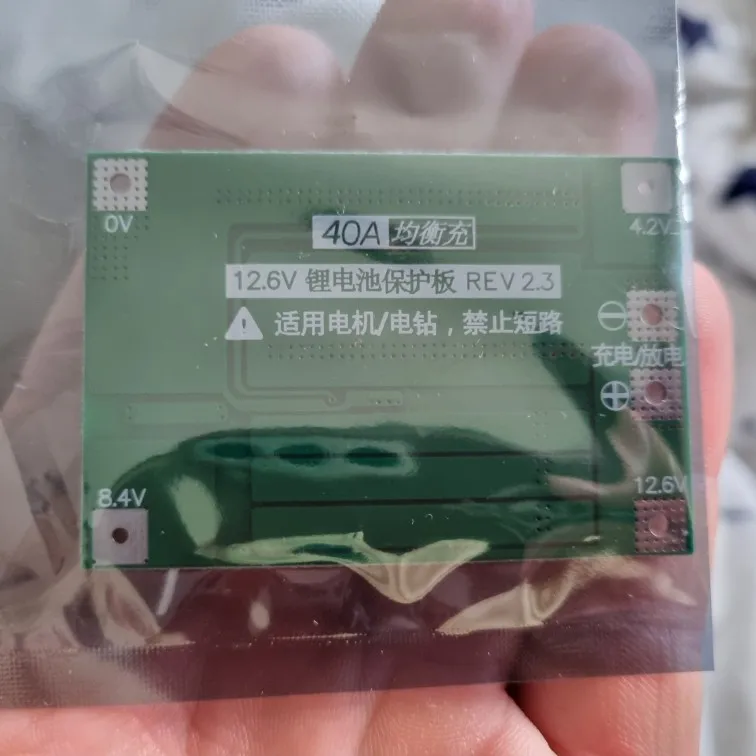 0V
4.2V
40A 均衡充
12.6V 锂电池保护板 REV 2.3
! 适用电机/电钻，禁止短路
充电/放电
8.4V
12.6V